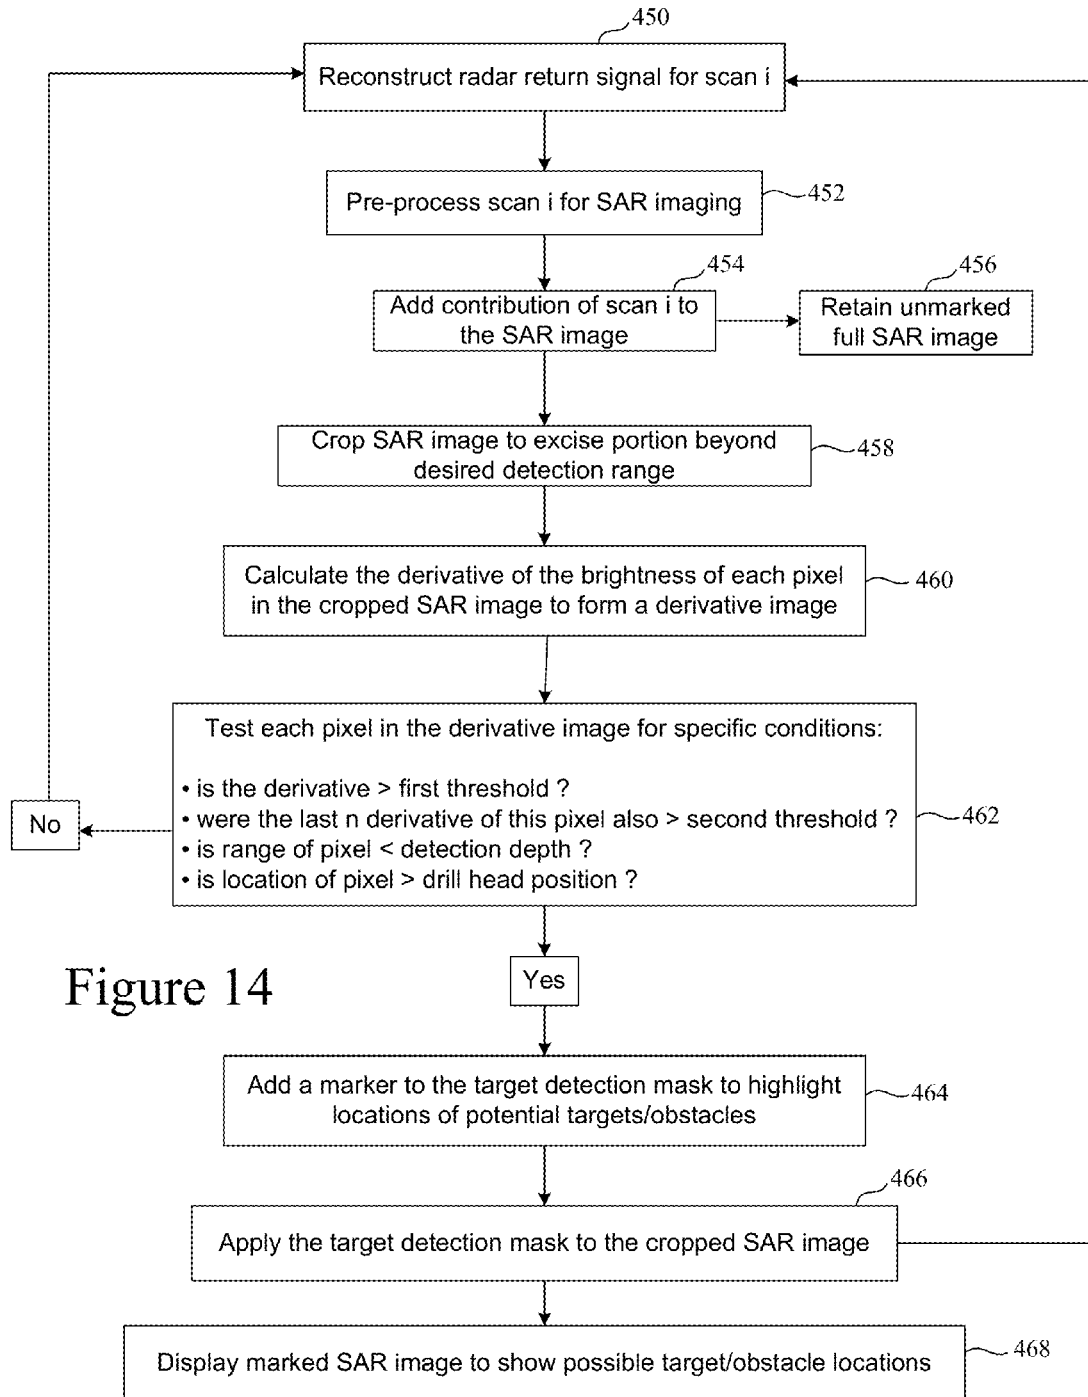 450
Reconstruct radar return signal for scan i
Pre-process scan i for SAR imaging
452
454
Add contribution of scan i to
the SAR image
456
Retain unmarked
full SAR image
Crop SAR image to excise portion beyond
desired detection range
458
Calculate the derivative of the brightness of each pixel
in the cropped SAR image to form a derivative image
460
Test each pixel in the derivative image for specific conditions:
• is the derivative > first threshold ?
• were the last n derivative of this pixel also > second threshold ?
• is range of pixel < detection depth ?
• is location of pixel > drill head position ?
462
No
Figure 14
Yes
Add a marker to the target detection mask to highlight
locations of potential targets/obstacles
464
466
Apply the target detection mask to the cropped SAR image
Display marked SAR image to show possible target/obstacle locations
468